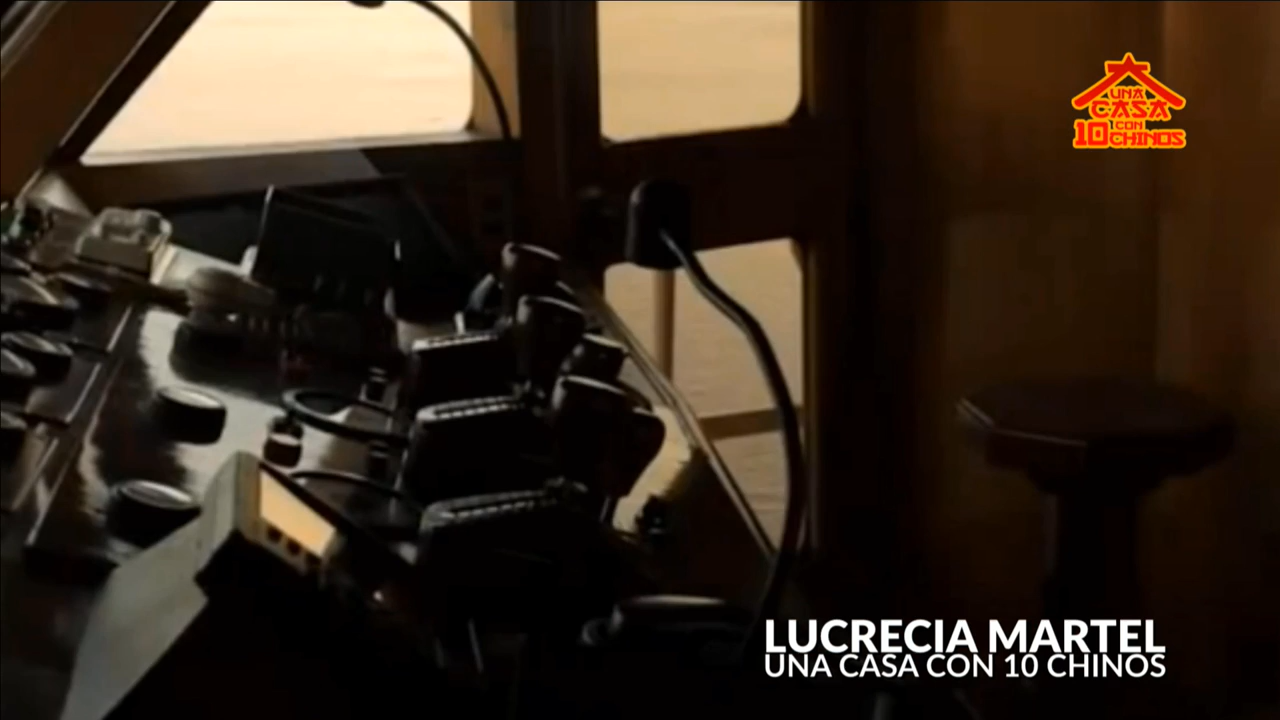 UNA
CASA
CON
10 CHINOS
LUCRECIA MARTEL
UNA CASA CON 10 CHINOS